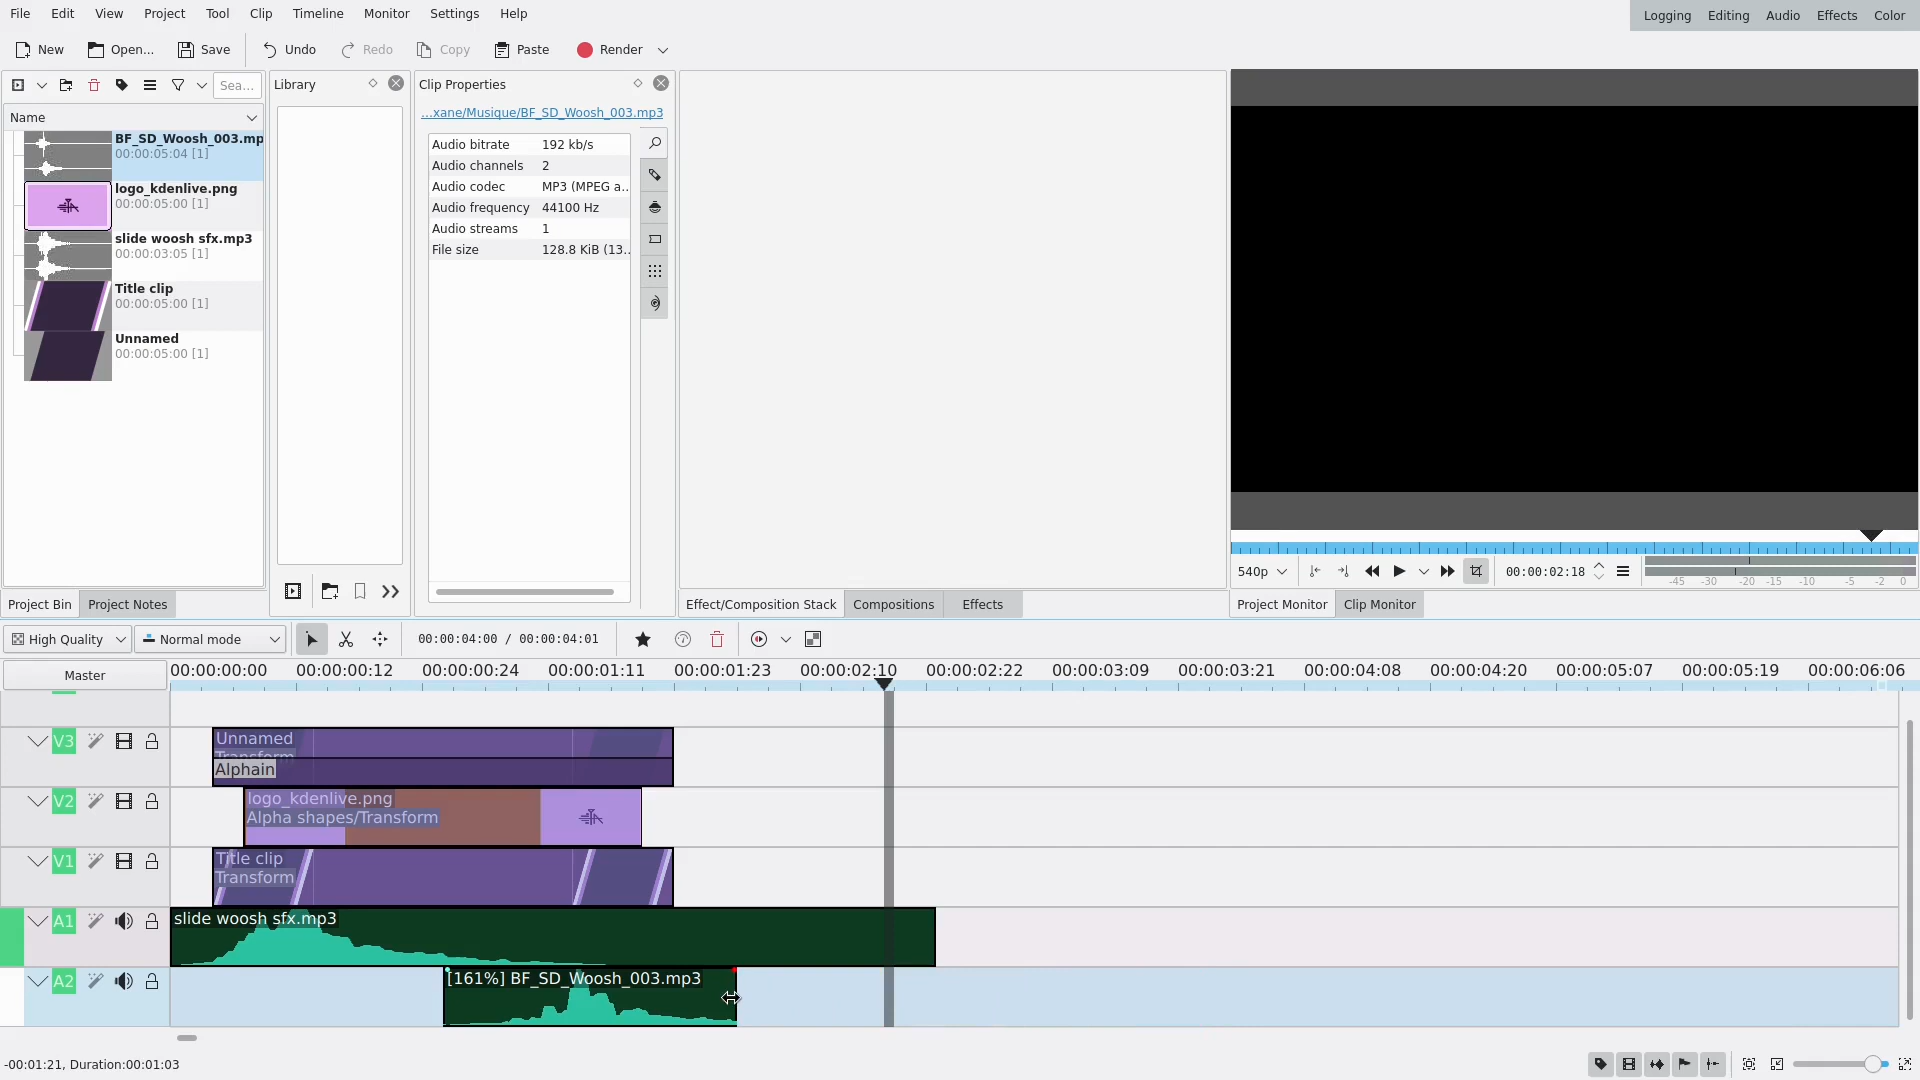 File Edit View Project Tool Clip Timeline Monitor Settings Help
Logging Editing Audio Effects Color
New Open... Save Undo Redo Copy Paste Render
Sea...
Name
BF_SD_Woosh_003.mp
00:00:05:04 [1]
logo_kdenlive.png
00:00:05:00 [1]
slide woosh sfx.mp3
00:00:03:05 [1]
Title clip
00:00:05:00 [1]
Unnamed
00:00:05:00 [1]
Project Bin Project Notes
Library
Clip Properties
...xane/Musique/BF_SD_Woosh_003.mp3
Audio bitrate 192 kb/s
Audio channels 2
Audio codec MP3 (MPEG a..
Audio frequency 44100 Hz
Audio streams 1
File size 128.8 KiB (13..
Effect/Composition Stack Compositions Effects
540p 00:00:02:18
-45 -30 -20 -15 -10 -5 -2 0
Project Monitor Clip Monitor
High Quality Normal mode 00:00:04:00 / 00:00:04:01
Master
00:00:00:00 00:00:00:12 00:00:00:24 00:00:01:11 00:00:01:23 00:00:02:10 00:00:02:22 00:00:03:09 00:00:03:21 00:00:04:08 00:00:04:20 00:00:05:07 00:00:05:19 00:00:06:06
V3
Unnamed
Transform
Alphain
V2
logo_kdenlive.png
Alpha shapes/Transform
V1
Title clip
Transform
A1
slide woosh sfx.mp3
A2
[161%] BF_SD_Woosh_003.mp3
-00:01:21, Duration:00:01:03